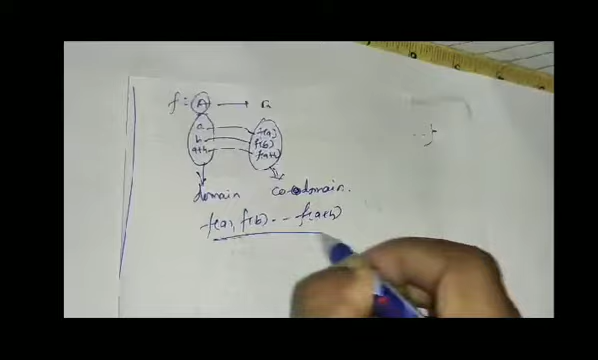 f = A → B
a f(a)
b f(b)
a+h f(a+h)
domain co-domain.
f(a), f(b) -- f(a+h)